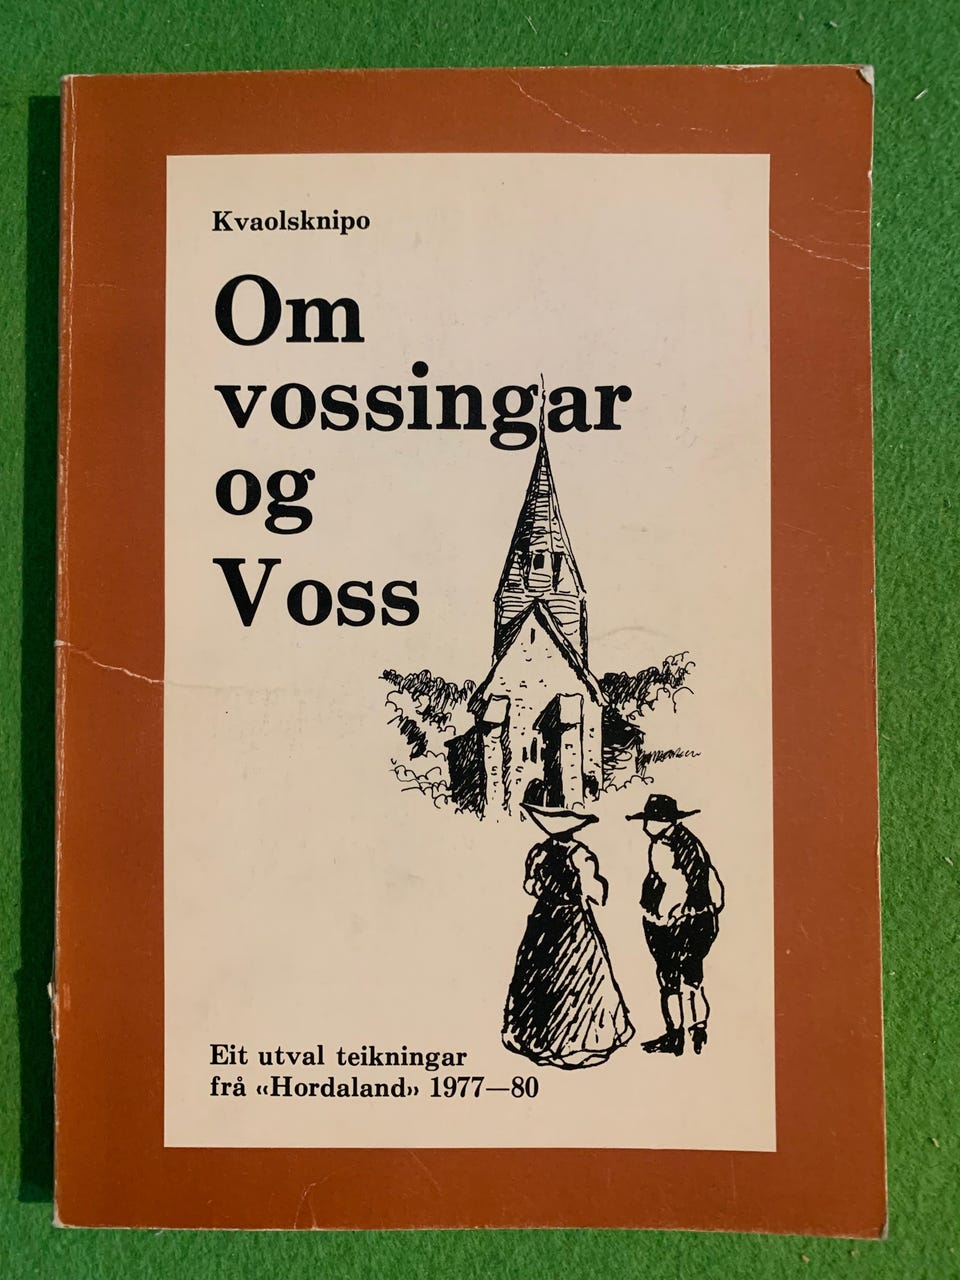 Kvaolsknipo
Om
vossingar
og
Voss
Eit utval teikningar
frå «Hordaland» 1977—80